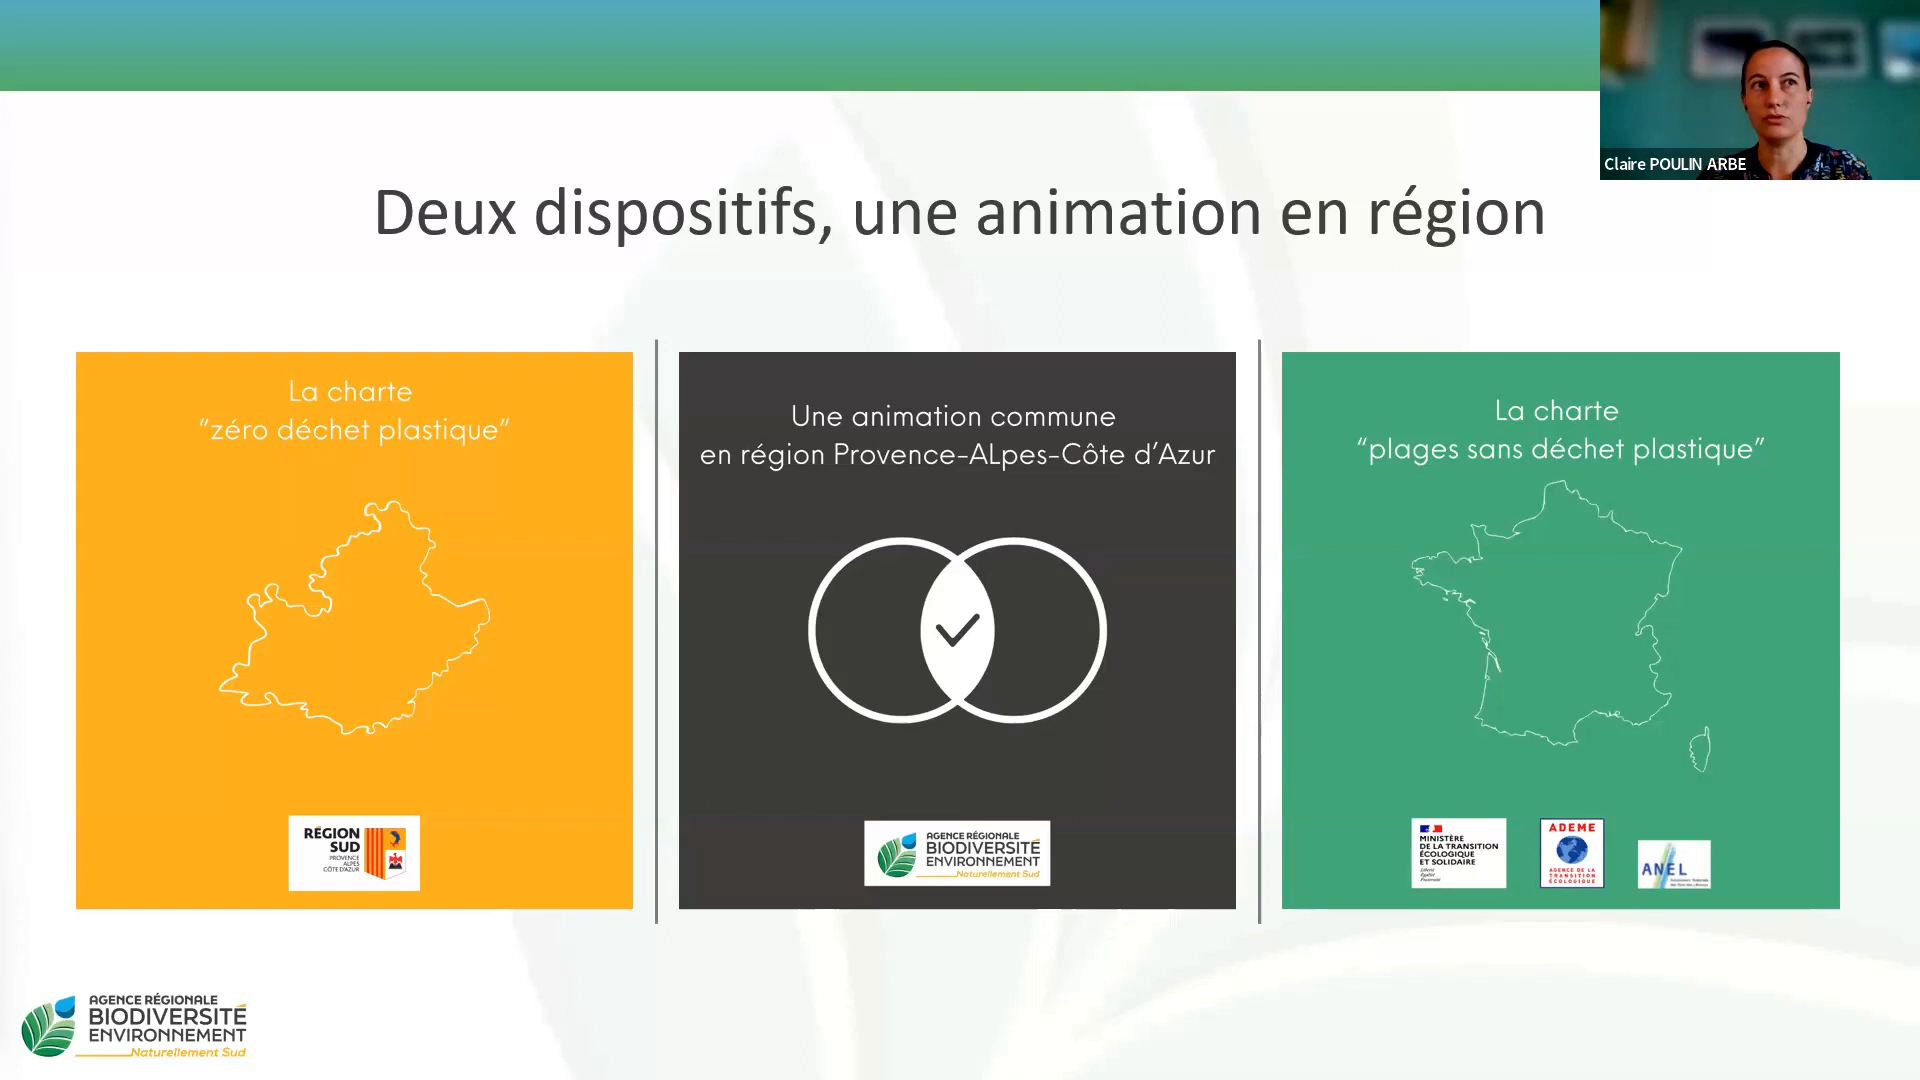 Claire POULIN ARBE
Deux dispositifs, une animation en région
La charte
"zéro déchet plastique"
RÉGION
SUD
PROVENCE
ALPES
CÔTE D'AZUR
Une animation commune
en région Provence-ALpes-Côte d'Azur
AGENCE RÉGIONALE
BIODIVERSITÉ
ENVIRONNEMENT
Naturellement Sud
La charte
"plages sans déchet plastique"
MINISTÈRE
DE LA TRANSITION
ÉCOLOGIQUE
ET SOLIDAIRE
Liberté
Égalité
Fraternité
ADEME
AGENCE DE LA
TRANSITION
ÉCOLOGIQUE
ANEL
AGENCE RÉGIONALE
BIODIVERSITÉ
ENVIRONNEMENT
Naturellement Sud